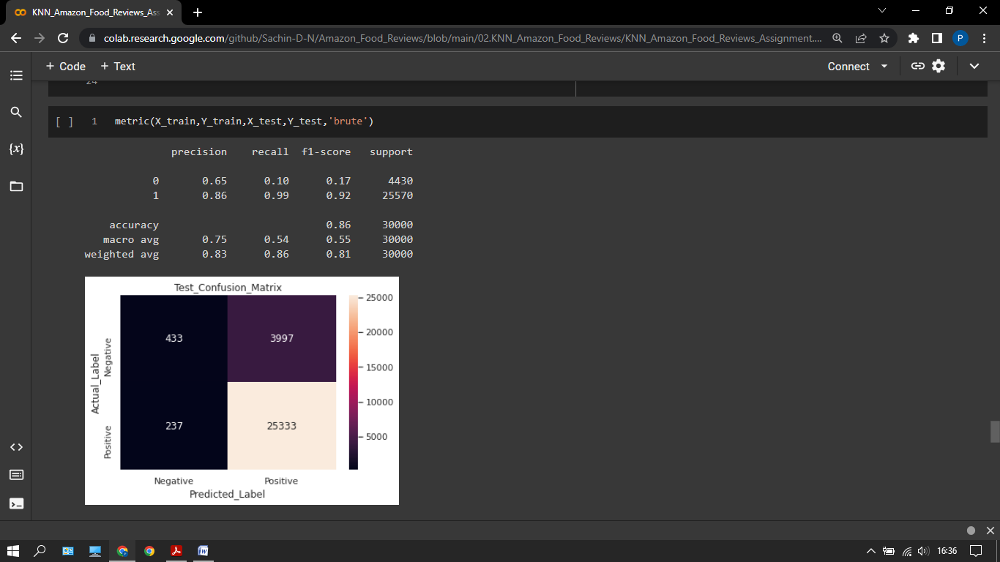 KNN_Amazon_Food_Reviews_Ass
colab.research.google.com/github/Sachin-D-N/Amazon_Food_Reviews/blob/main/02.KNN_Amazon_Food_Reviews/KNN_Amazon_Food_Reviews_Assignment....
P
+ Code + Text
Connect
24
[ ] 1 metric(X_train,Y_train,X_test,Y_test,'brute')
precision recall f1-score support
0 0.65 0.10 0.17 4430
1 0.86 0.99 0.92 25570
accuracy 0.86 30000
macro avg 0.75 0.54 0.55 30000
weighted avg 0.83 0.86 0.81 30000
Test_Confusion_Matrix
Actual_Label
Negative
433 3997
Positive
237 25333
Negative Positive
Predicted_Label
25000
20000
15000
10000
5000
{x}
16:36